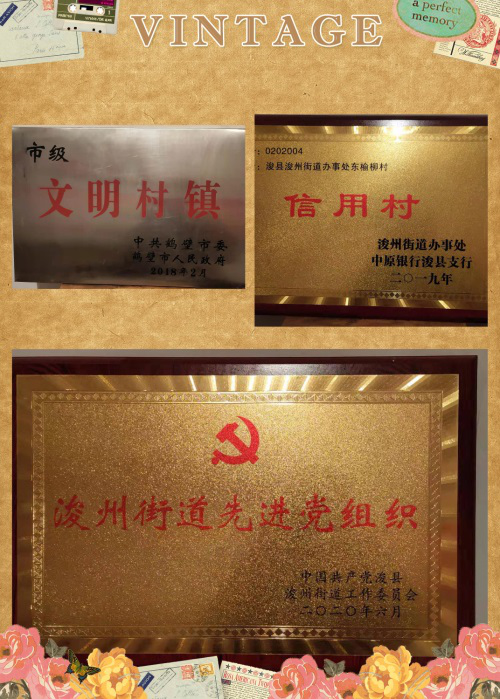 a perfect
memory
VINTAGE
市级
文明村镇
中共鹤壁市委
鹤壁市人民政府
2018年2月
: 0202004
: 浚县浚州街道办事处东榆柳村
信用村
浚州街道办事处
中原银行浚县支行
二〇一九年
浚州街道先进党组织
中国共产党浚县
浚州街道工作委员会
二〇二〇年六月